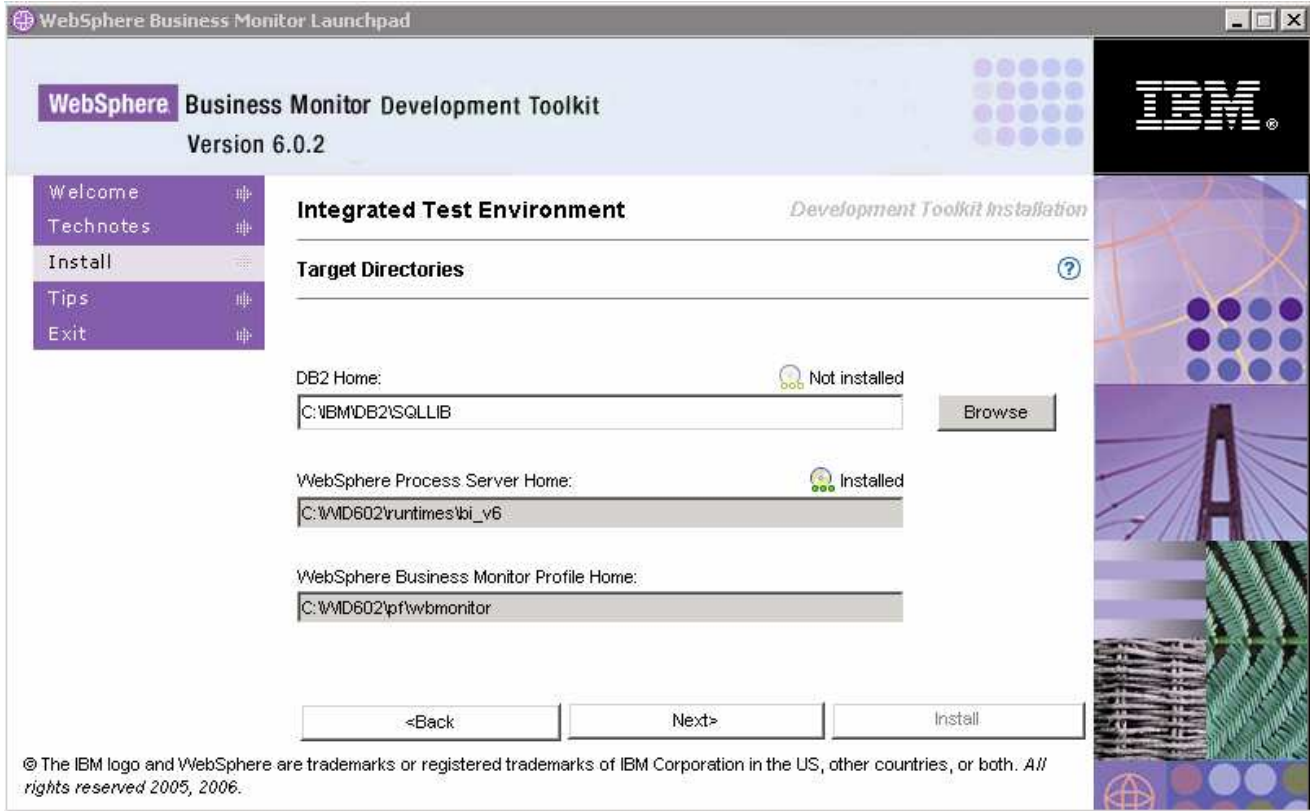 WebSphere Business Monitor Launchpad
WebSphere Business Monitor Development Toolkit
Version 6.0.2
IBM®
Welcome
Technotes
Install
Tips
Exit
Integrated Test Environment
Development Toolkit Installation
Target Directories
?
DB2 Home:
Not installed
C:\IBM\DB2\SQLLIB
Browse
WebSphere Process Server Home:
Installed
C:\WID602\runtimes\bi_v6
WebSphere Business Monitor Profile Home:
C:\WID602\pf\wbmonitor
<Back
Next>
Install
© The IBM logo and WebSphere are trademarks or registered trademarks of IBM Corporation in the US, other countries, or both. All
rights reserved 2005, 2006.